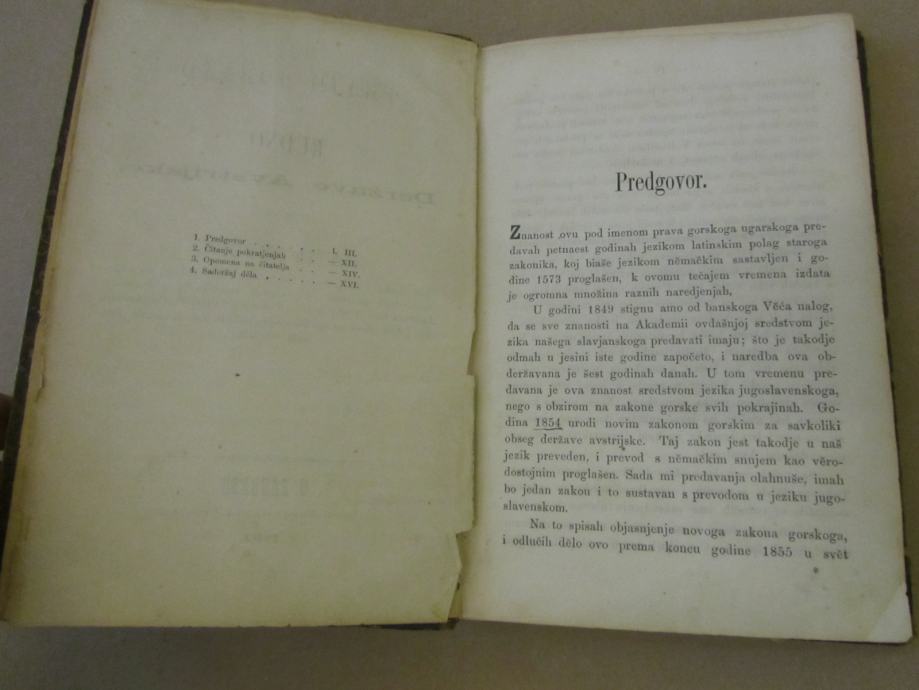 1. Predgovor . . . . . . . I. III.
2. Čitanje pokratjenjah . . — XII.
3. Opomena na čitatelja . . — XIV.
4. Sadoržaj děla . . . . . . — XVI.
Predgovor.
Znanost ovu pod imenom prava gorskoga ugarskoga pre-
davah petnaest godinah jezikom latinskim polag staroga
zakonika, koj biaše jezikom němačkim sastavljen i go-
dine 1573 proglašen, k ovomu tečajem vremena izdata
je ogromna množina raznih naredjenjah.
U godini 1849 stignu amo od banskoga Věća nalog,
da se sve znanosti na Akademii ovdašnjoj sredstvom je-
zika našega slavjanskoga predavati imaju; što je takodje
odmah u jesini iste godine započeto, i naredba ova ob-
deržavana je šest godinah danah. U tom vremenu pre-
davana je ova znanost sredstvom jezika jugoslavenskoga,
nego s obzirom na zakone gorske svih pokrajinah. Go-
dina 1854 urodi novim zakonom gorskim za savkoliki
obseg deržave avstrijske. Taj zakon jest takodje u naš
jezik preveden, i prevod s němačkim snujem kao věro-
dostojnim proglašen. Sada mi predavanja olahnuše, imah
bo jedan zakon i to sustavan s prevodom u jeziku jugo-
slavenskom.
Na to spisah objasnjenje novoga zakona gorskoga,
i odlučih dělo ovo prema koncu godine 1855 u svět
*